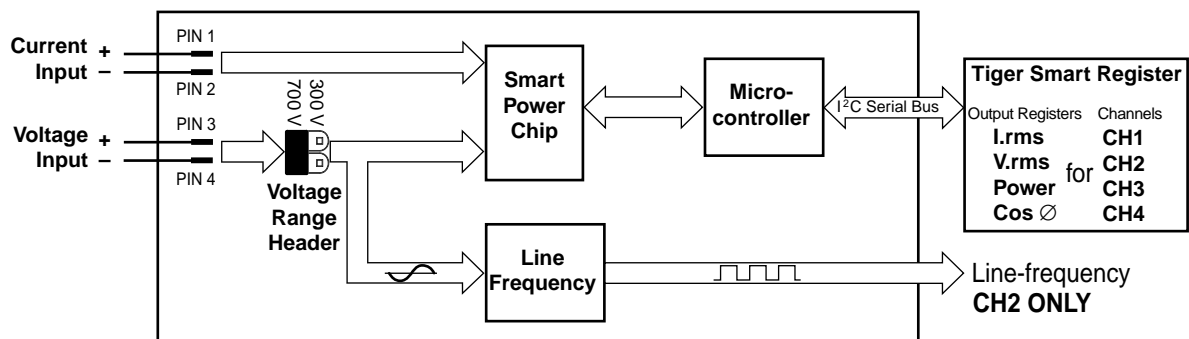 Current + PIN 1
Input – PIN 2
Voltage + PIN 3
Input – PIN 4
700 V
300 V
Voltage
Range
Header
Smart
Power
Chip
Micro-
controller
I²C Serial Bus
Line
Frequency
Tiger Smart Register
Output Registers Channels
I.rms CH1
V.rms CH2
Power for CH3
Cos ∅ CH4
Line-frequency
CH2 ONLY